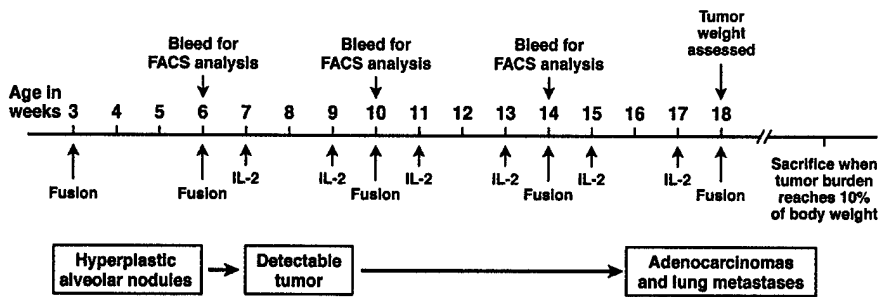 Tumor
weight
assessed
Bleed for
FACS analysis
Bleed for
FACS analysis
Bleed for
FACS analysis
Age in
weeks 3 4 5 6 7 8 9 10 11 12 13 14 15 16 17 18
Fusion Fusion IL-2 IL-2 Fusion IL-2 IL-2 Fusion IL-2 IL-2 Fusion
Sacrifice when
tumor burden
reaches 10%
of body weight
Hyperplastic
alveolar nodules
Detectable
tumor
Adenocarcinomas
and lung metastases